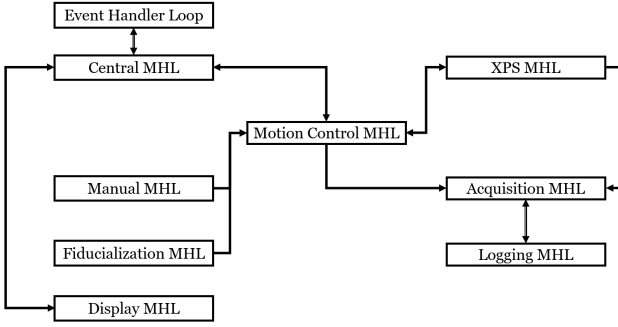 Event Handler Loop
Central MHL
XPS MHL
Motion Control MHL
Manual MHL
Acquisition MHL
Fiducialization MHL
Logging MHL
Display MHL